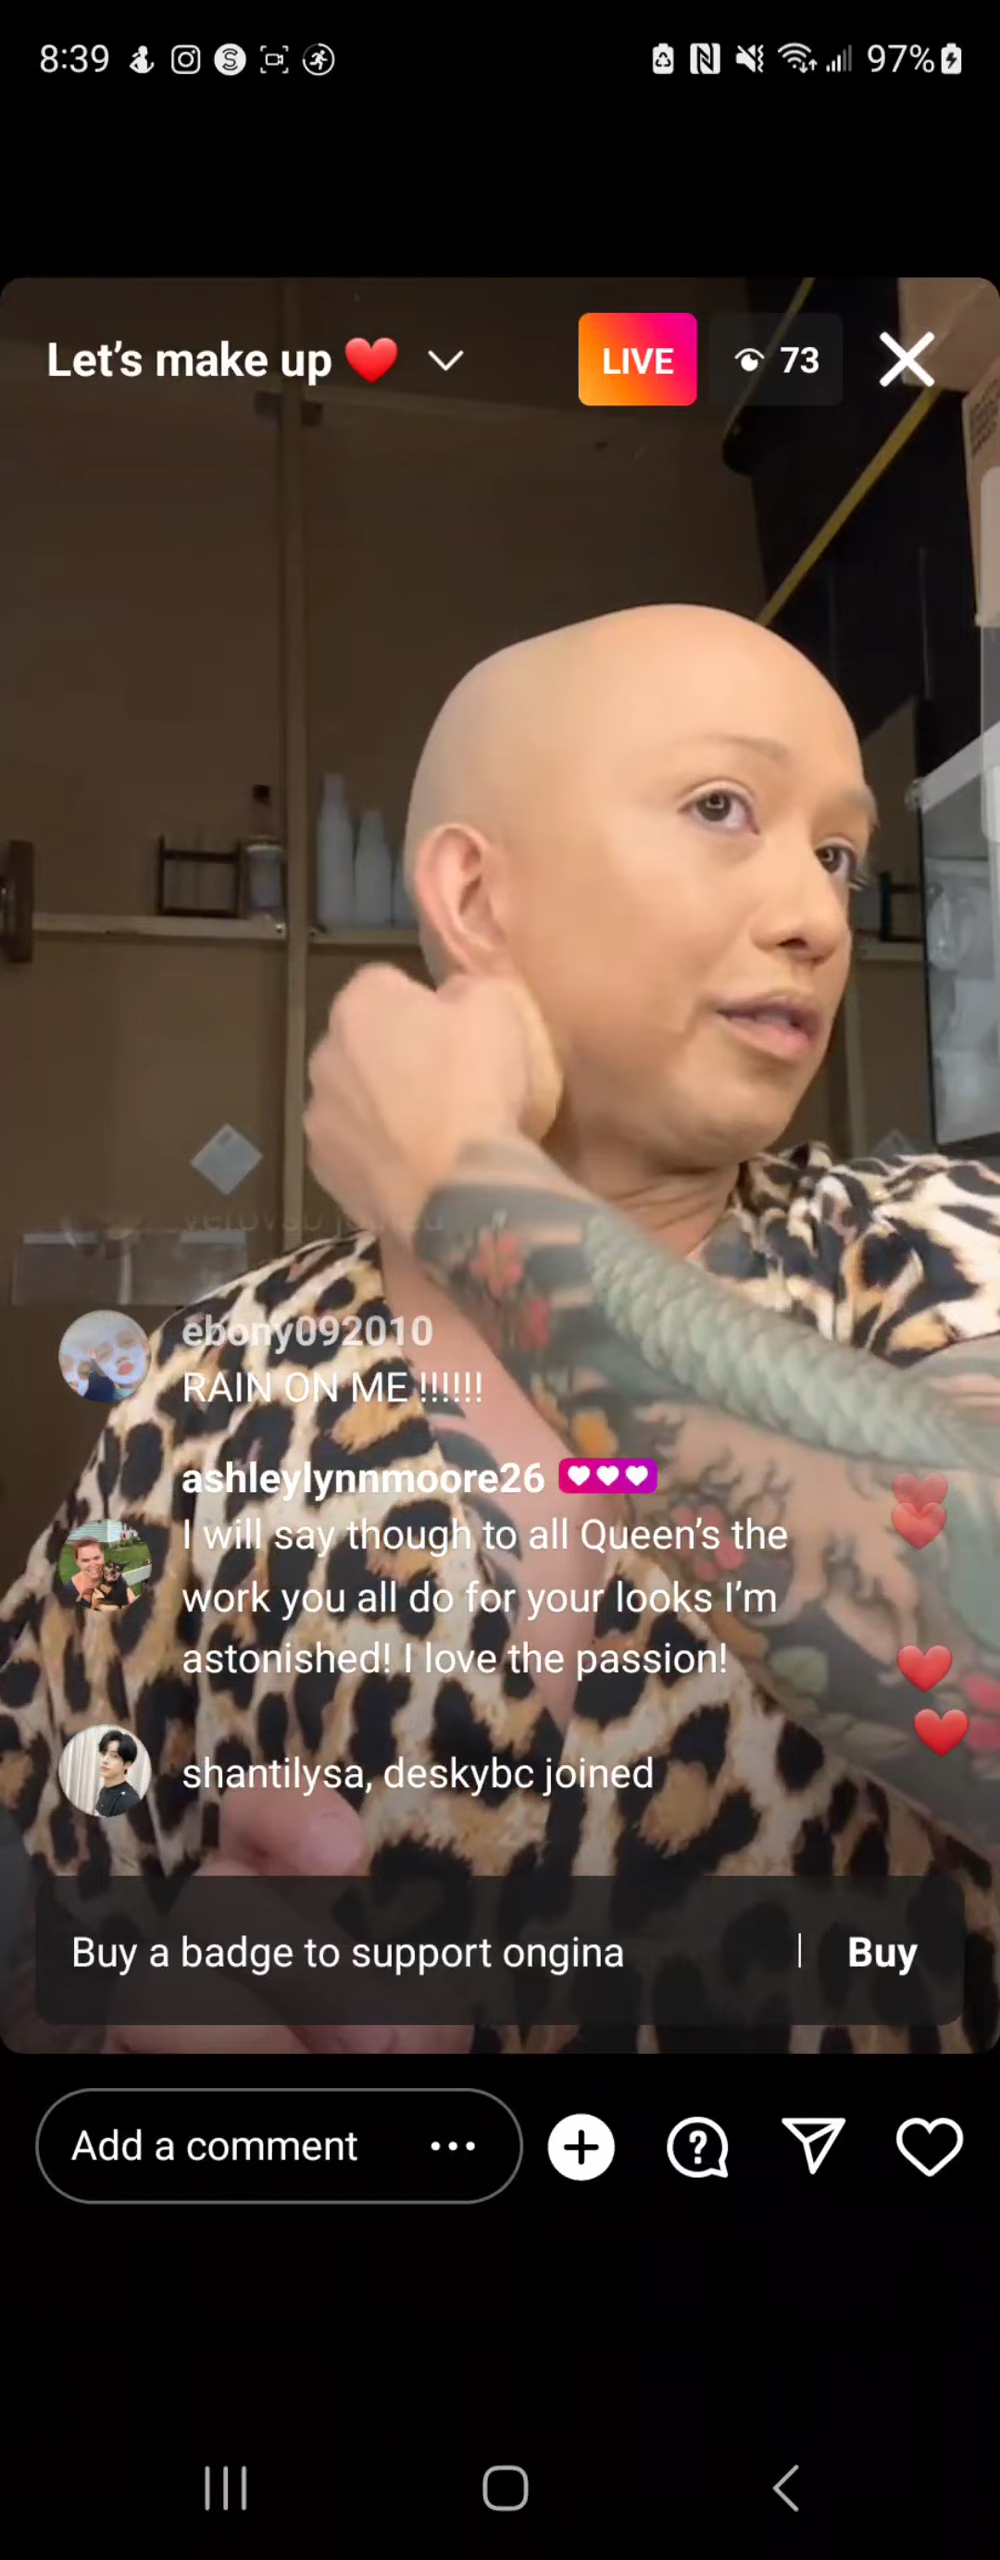 8:39
97%
Let's make up ❤️
LIVE
73
ebony092010
RAIN ON ME !!!!!!
ashleylynnmoore26
I will say though to all Queen's the
work you all do for your looks I'm
astonished! I love the passion!
shantilysa, deskybc joined
Buy a badge to support ongina | Buy
Add a comment